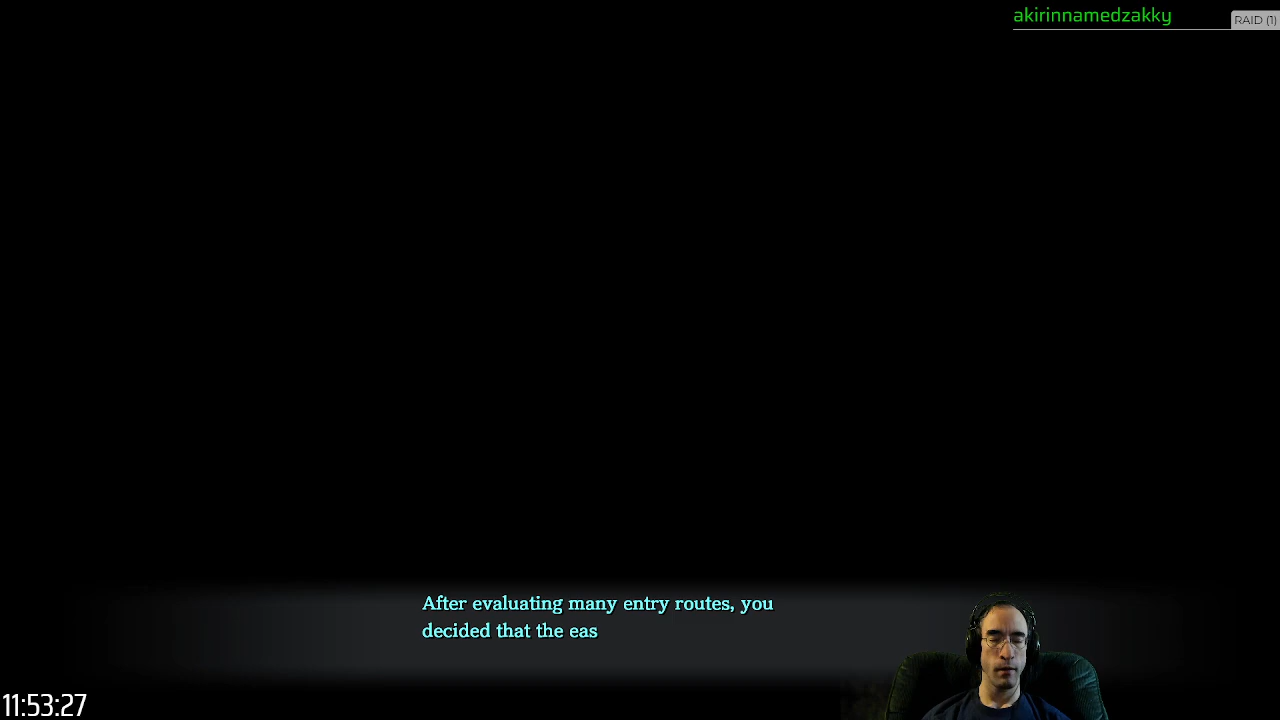 akirinnamedzakky
RAID (1)
After evaluating many entry routes, you
decided that the eas
11:53:27